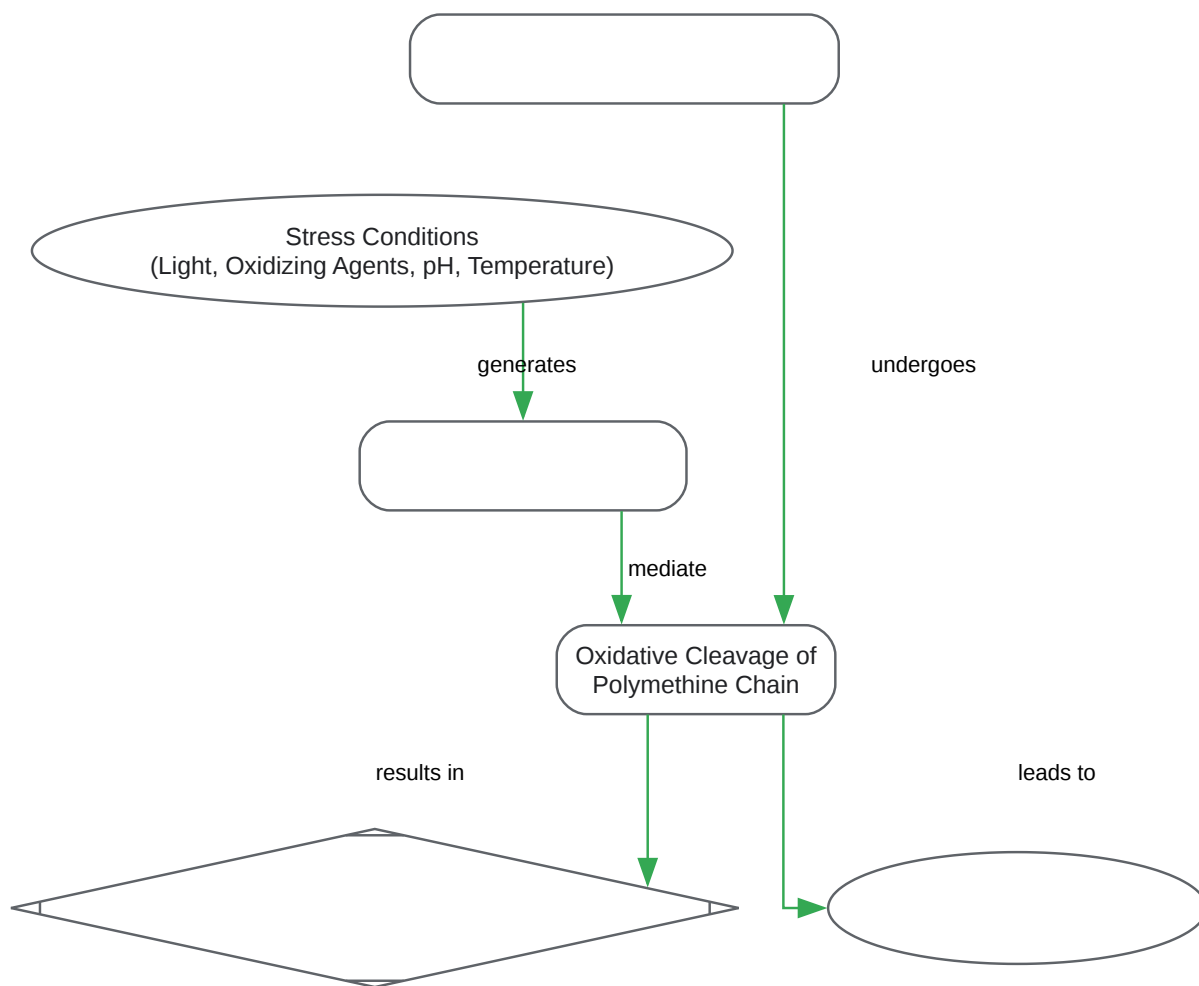 Stress Conditions
(Light, Oxidizing Agents, pH, Temperature)
generates
undergoes
mediate
Oxidative Cleavage of
Polymethine Chain
results in
leads to